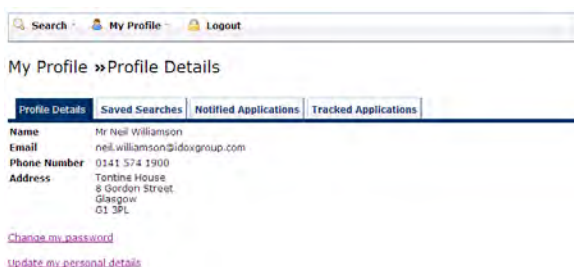 Search My Profile Logout
My Profile »Profile Details
Profile Details Saved Searches Notified Applications Tracked Applications
Name Mr Neil Williamson
Email neil.williamson@idoxgroup.com
Phone Number 0141 574 1900
Address Tontine House
8 Gordon Street
Glasgow
G1 3PL
Change my password
Update my personal details